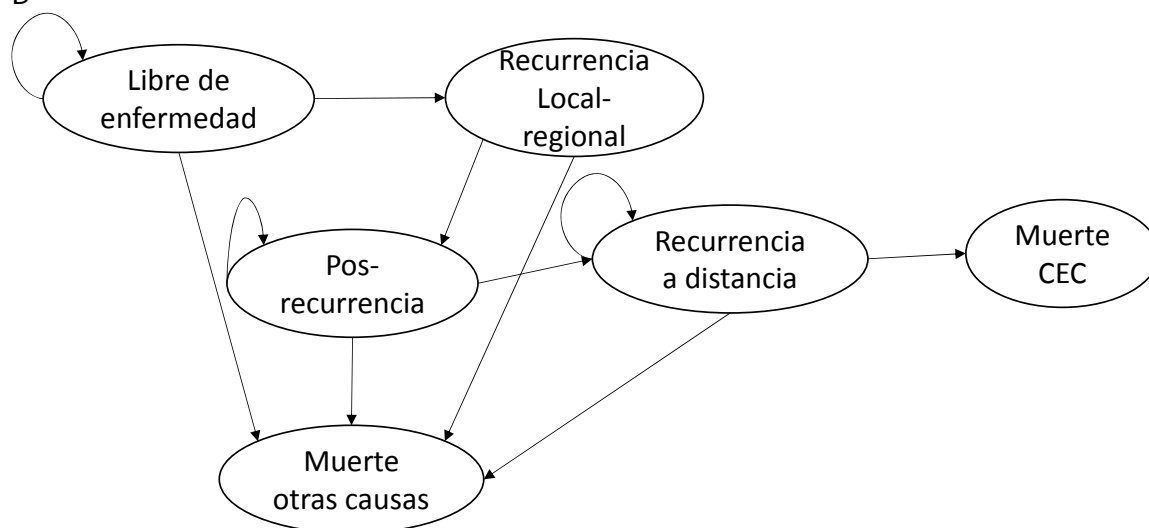 Libre de
enfermedad
Recurrencia
Local-
regional
Pos-
recurrencia
Recurrencia
a distancia
Muerte
CEC
Muerte
otras causas